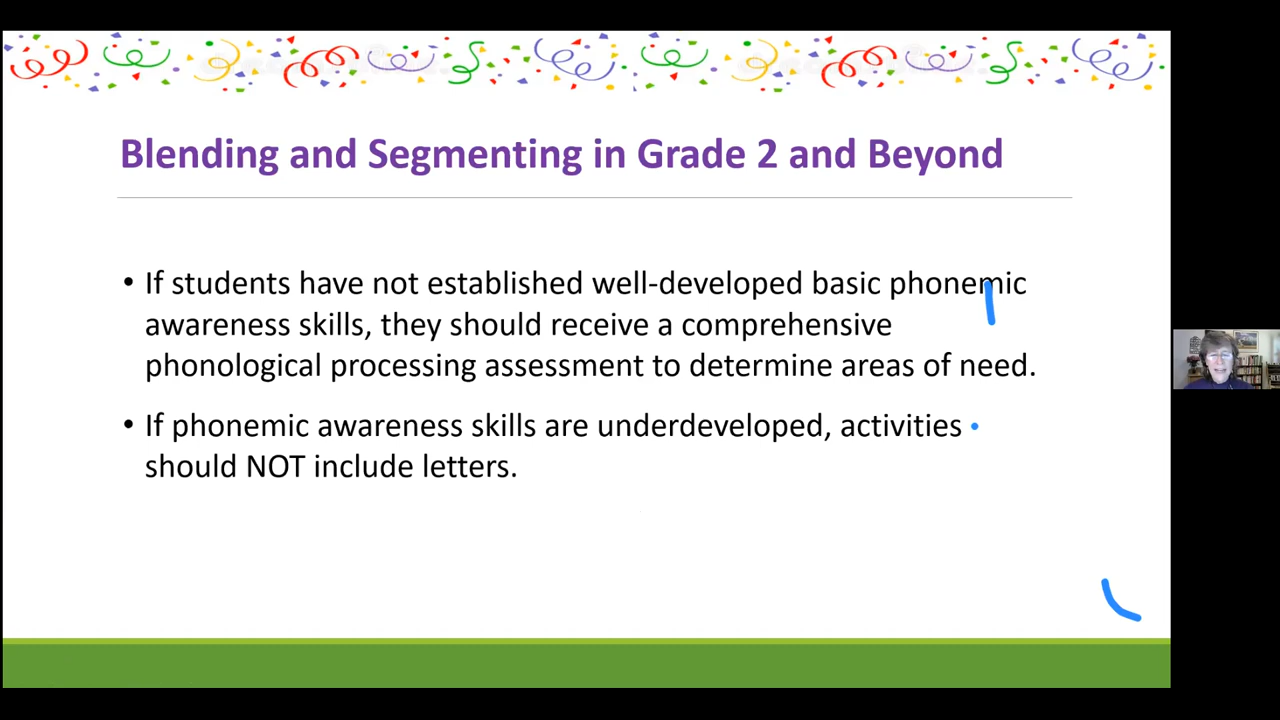 Blending and Segmenting in Grade 2 and Beyond
• If students have not established well-developed basic phonemic
awareness skills, they should receive a comprehensive
phonological processing assessment to determine areas of need.
• If phonemic awareness skills are underdeveloped, activities
should NOT include letters.